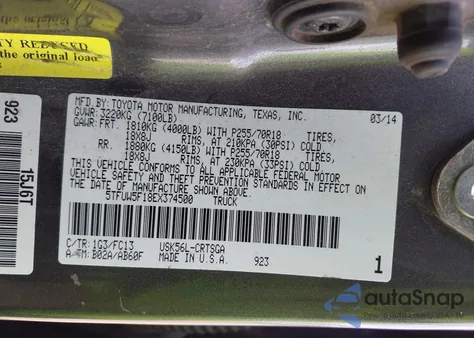 TY REDUCED
the original load
923
15J6T
MFD.BY: TOYOTA MOTOR MANUFACTURING, TEXAS, INC. 03/14
GVWR: 3220KG (7100LB)
GAWR: FRT. 1810KG (4000LB) WITH P255/70R18 TIRES,
18X8J RIMS, AT 210KPA (30PSI) COLD
RR. 1880KG (4150LB) WITH P255/70R18 TIRES,
18X8J RIMS, AT 230KPA (33PSI) COLD
THIS VEHICLE CONFORMS TO ALL APPLICABLE FEDERAL MOTOR
VEHICLE SAFETY AND THEFT PREVENTION STANDARDS IN EFFECT
ON THE DATE OF MANUFACTURE SHOWN ABOVE.
5TFUW5F18EX374500 TRUCK
C/TR: 1G3/FC13 USK56L-CRTSGA
A/TM: B02A/AB60F MADE IN U.S.A. 923 1
autoSnap